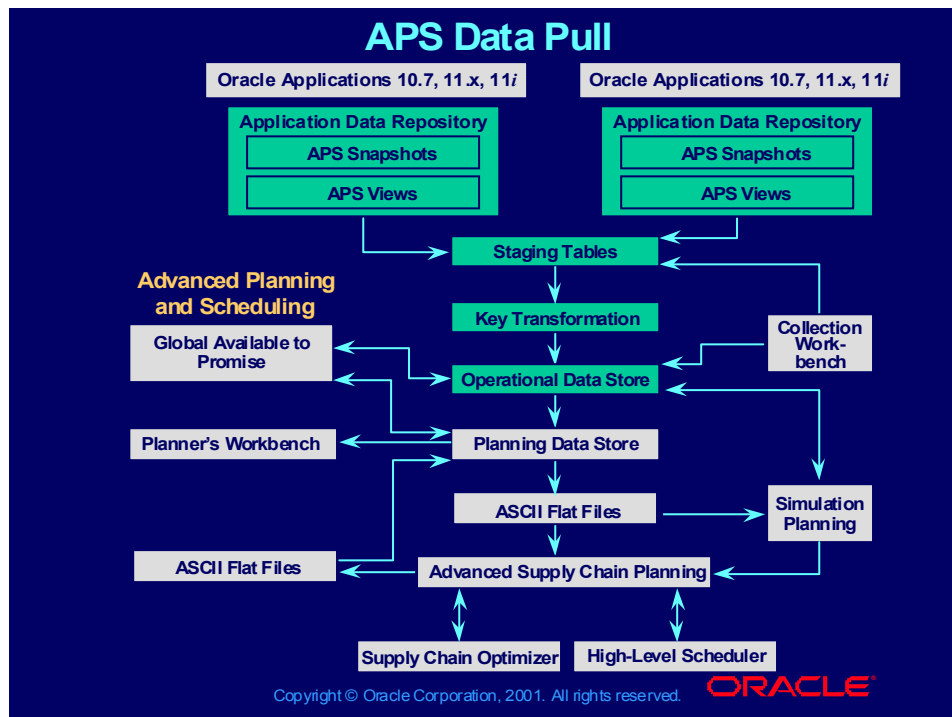 APS Data Pull
Oracle Applications 10.7, 11.x, 11i
Oracle Applications 10.7, 11.x, 11i
Application Data Repository
APS Snapshots
APS Views
Application Data Repository
APS Snapshots
APS Views
Staging Tables
Advanced Planning
and Scheduling
Key Transformation
Collection
Work-
bench
Global Available to
Promise
Operational Data Store
Planner's Workbench
Planning Data Store
ASCII Flat Files
Simulation
Planning
ASCII Flat Files
Advanced Supply Chain Planning
Supply Chain Optimizer
High-Level Scheduler
Copyright © Oracle Corporation, 2001. All rights reserved.
ORACLE®